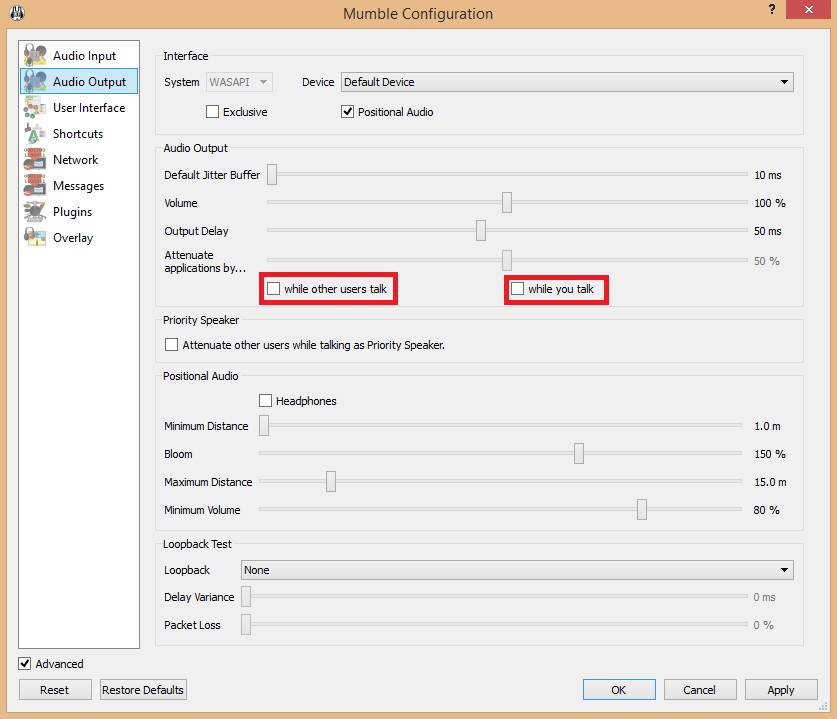 Mumble Configuration
?
Audio Input
Audio Output
User Interface
Shortcuts
Network
Messages
Plugins
Overlay
Interface
System WASAPI Device Default Device
Exclusive Positional Audio
Audio Output
Default Jitter Buffer 10 ms
Volume 100 %
Output Delay 50 ms
Attenuate
applications by... 50 %
while other users talk while you talk
Priority Speaker
Attenuate other users while talking as Priority Speaker.
Positional Audio
Headphones
Minimum Distance 1.0 m
Bloom 150 %
Maximum Distance 15.0 m
Minimum Volume 80 %
Loopback Test
Loopback None
Delay Variance 0 ms
Packet Loss 0 %
Advanced
Reset Restore Defaults OK Cancel Apply